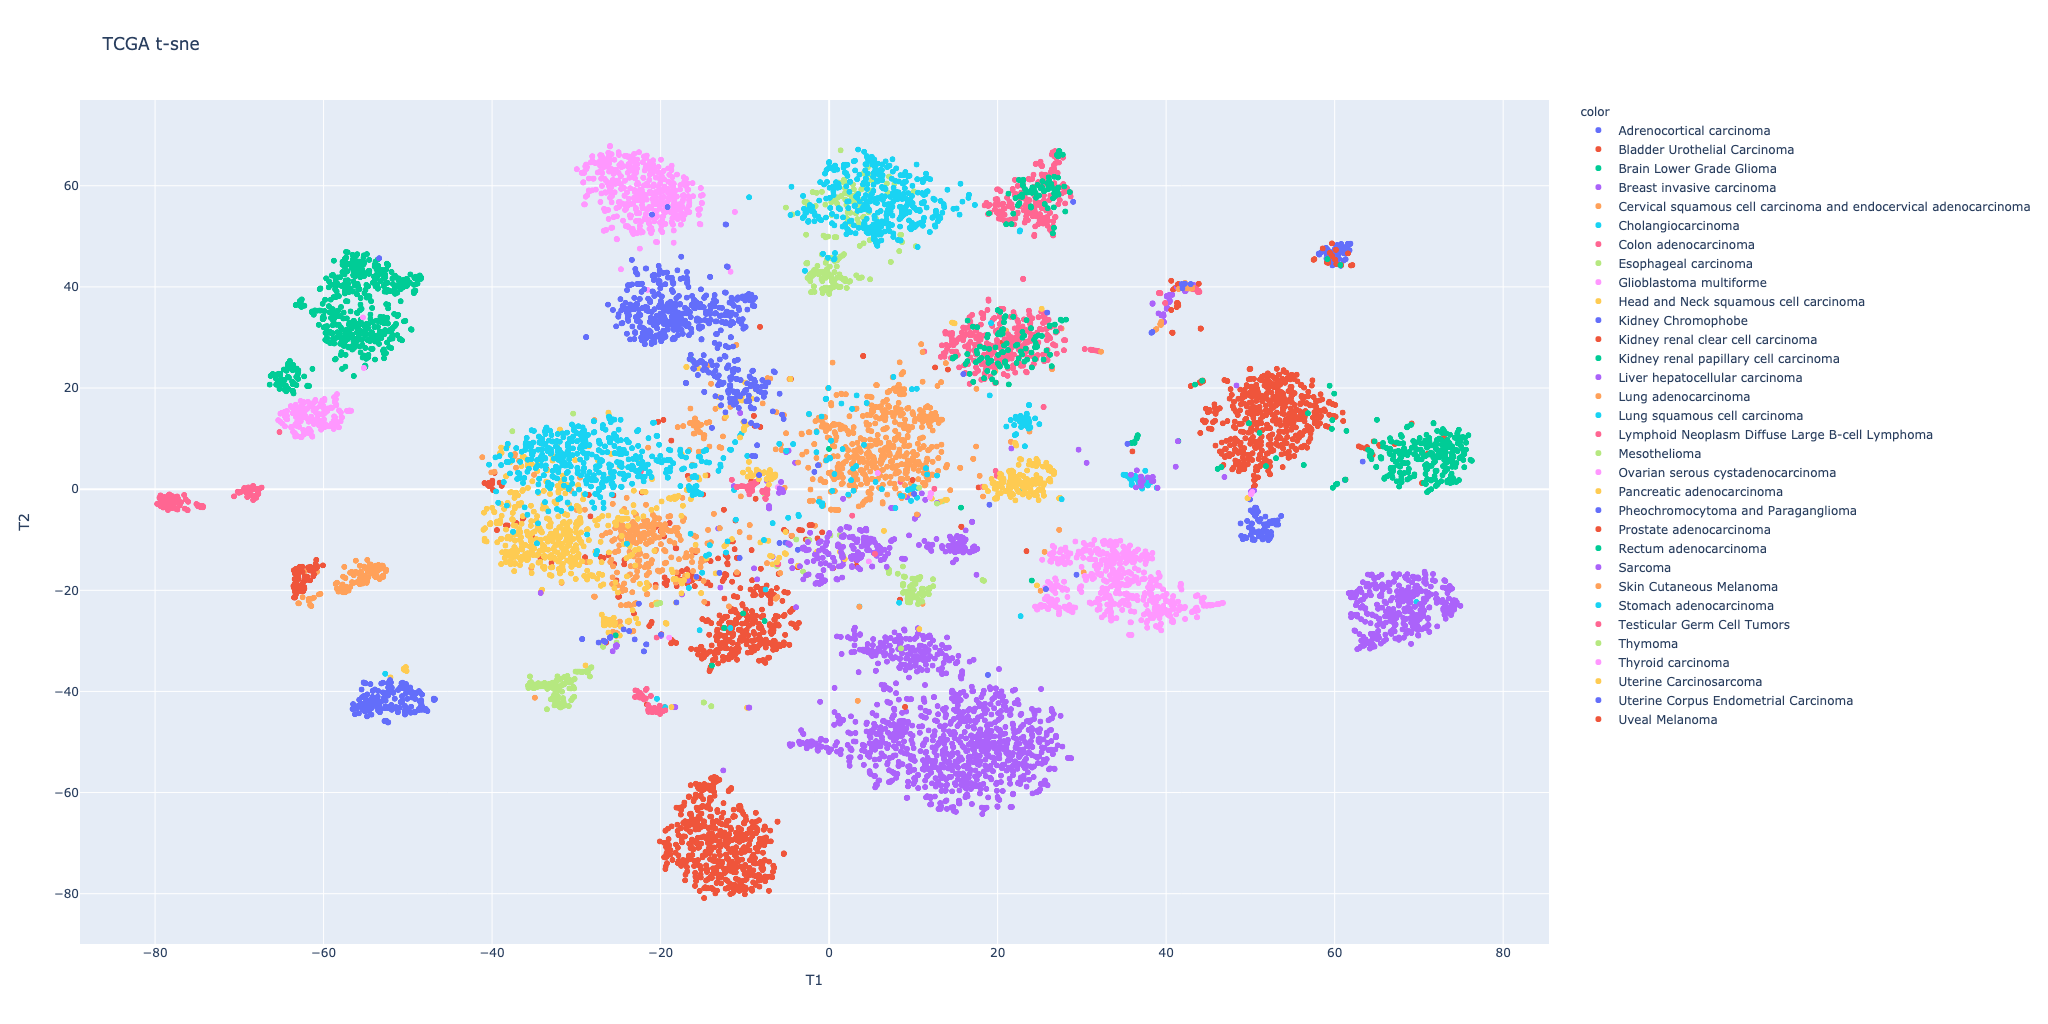 TCGA t-sne
color
Adrenocortical carcinoma
Bladder Urothelial Carcinoma
Brain Lower Grade Glioma
Breast invasive carcinoma
Cervical squamous cell carcinoma and endocervical adenocarcinoma
Cholangiocarcinoma
Colon adenocarcinoma
Esophageal carcinoma
Glioblastoma multiforme
Head and Neck squamous cell carcinoma
Kidney Chromophobe
Kidney renal clear cell carcinoma
Kidney renal papillary cell carcinoma
Liver hepatocellular carcinoma
Lung adenocarcinoma
Lung squamous cell carcinoma
Lymphoid Neoplasm Diffuse Large B-cell Lymphoma
Mesothelioma
Ovarian serous cystadenocarcinoma
Pancreatic adenocarcinoma
Pheochromocytoma and Paraganglioma
Prostate adenocarcinoma
Rectum adenocarcinoma
Sarcoma
Skin Cutaneous Melanoma
Stomach adenocarcinoma
Testicular Germ Cell Tumors
Thymoma
Thyroid carcinoma
Uterine Carcinosarcoma
Uterine Corpus Endometrial Carcinoma
Uveal Melanoma
60
40
20
0
−20
−40
−60
−80
T2
−80 −60 −40 −20 0 20 40 60 80
T1